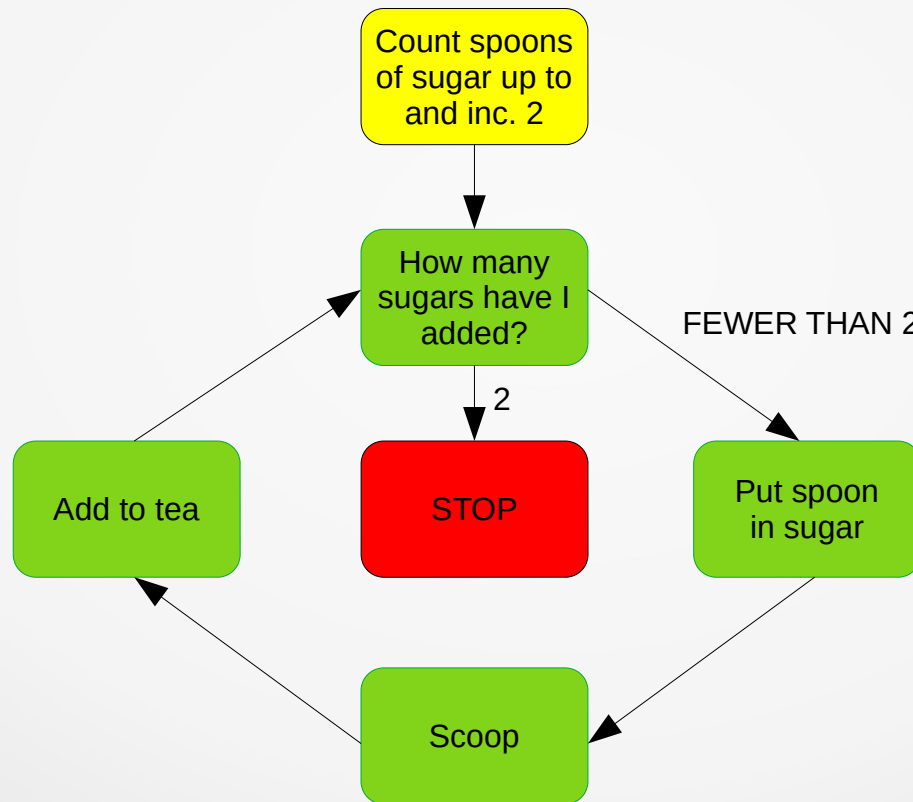 Count spoons
of sugar up to
and inc. 2
How many
sugars have I
added?
FEWER THAN 2
2
Add to tea
STOP
Put spoon
in sugar
Scoop